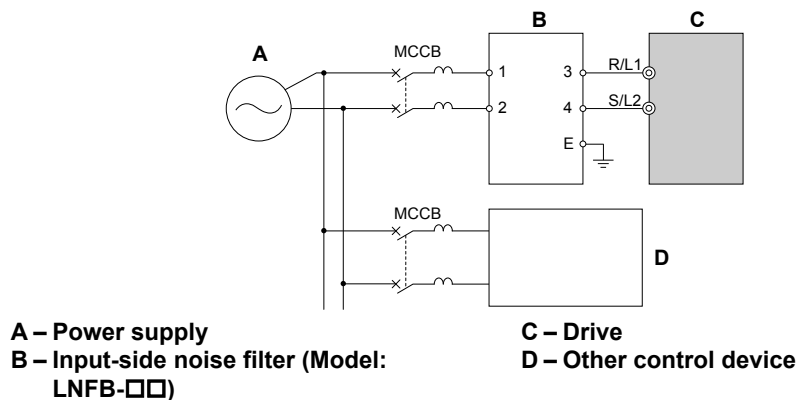 B
C
A
MCCB
1
3
R/L1
2
4
S/L2
E
MCCB
D
A – Power supply
B – Input-side noise filter (Model:
LNFB-□□)
C – Drive
D – Other control device